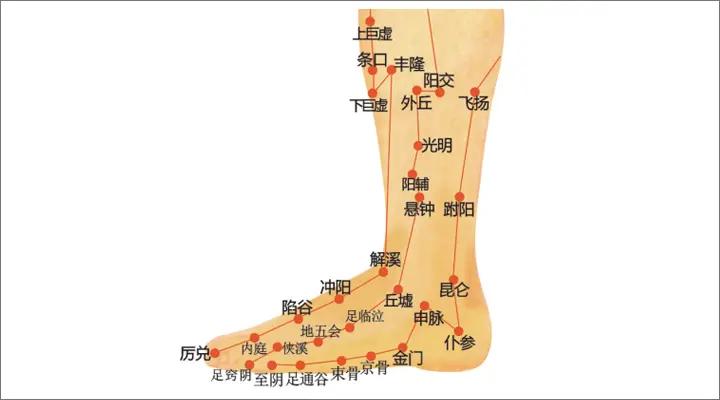 上巨虚
条口
丰隆
阳交
下巨虚
外丘
飞扬
光明
阳辅
悬钟
跗阳
解溪
冲阳
昆仑
丘墟
陷谷
足临泣
申脉
地五会
仆参
厉兑
内庭
侠溪
金门
京骨
束骨
足窍阴
至阴
足通谷